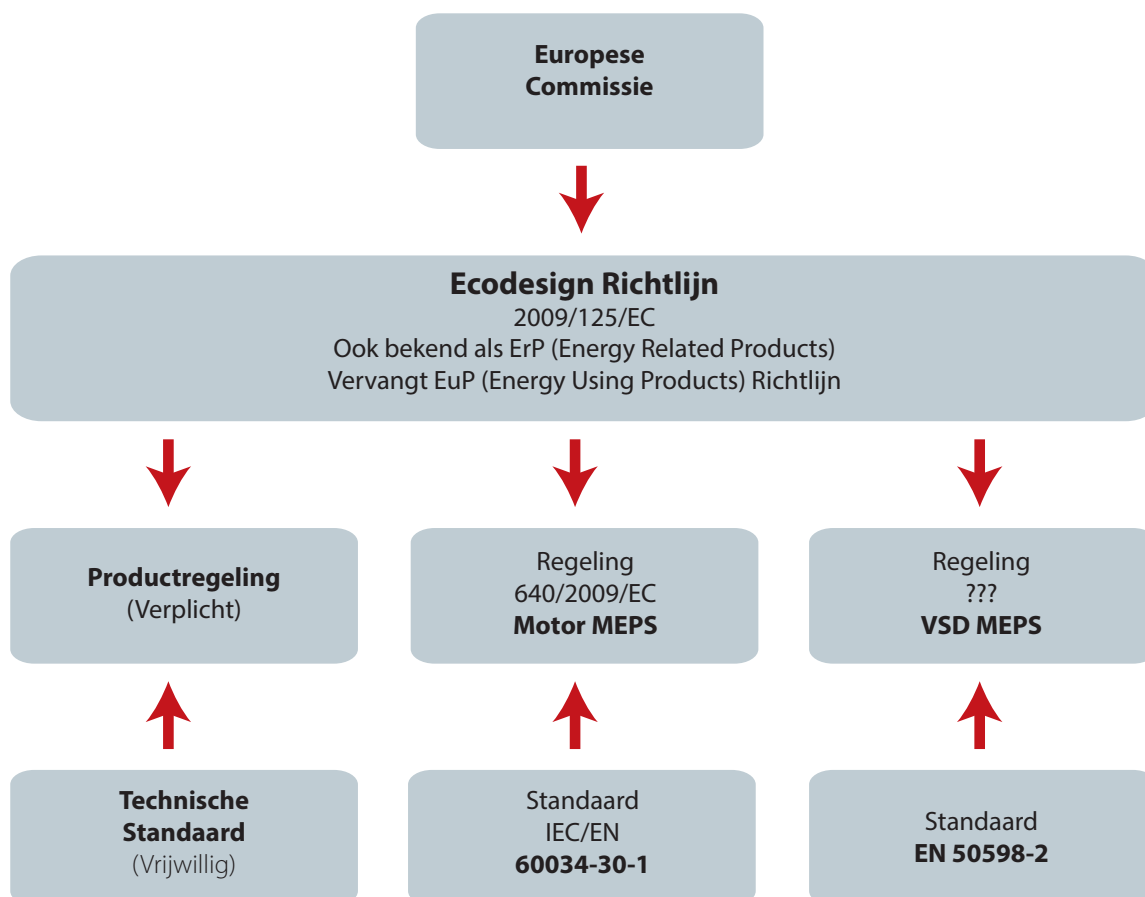 Europese
Commissie
Ecodesign Richtlijn
2009/125/EC
Ook bekend als ErP (Energy Related Products)
Vervangt EuP (Energy Using Products) Richtlijn
Productregeling
(Verplicht)
Regeling
640/2009/EC
Motor MEPS
Regeling
???
VSD MEPS
Technische
Standaard
(Vrijwillig)
Standaard
IEC/EN
60034-30-1
Standaard
EN 50598-2